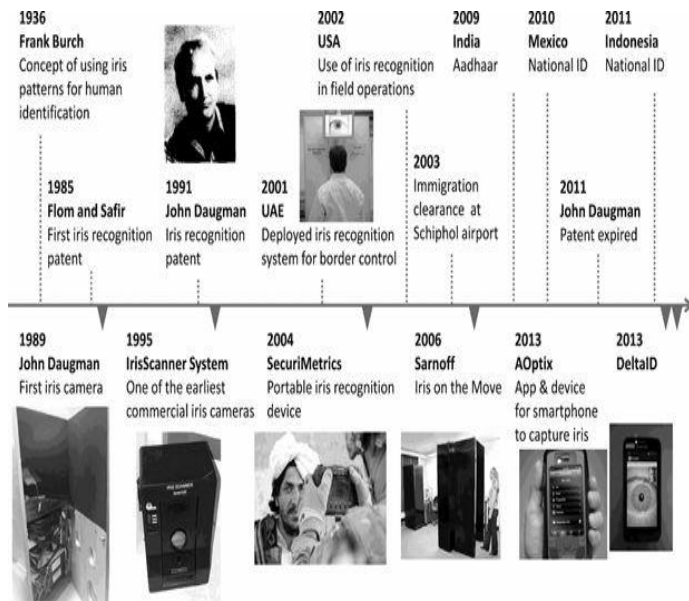 1936
Frank Burch
Concept of using iris
patterns for human
identification
2002
USA
Use of iris recognition
in field operations
2009
India
Aadhaar
2010
Mexico
National ID
2011
Indonesia
National ID
1985
Flom and Safir
First iris recognition
patent
1991
John Daugman
Iris recognition
patent
2001
UAE
Deployed iris recognition
system for border control
2003
Immigration
clearance at
Schiphol airport
2011
John Daugman
Patent expired
1989
John Daugman
First iris camera
1995
IrisScanner System
One of the earliest
commercial iris cameras
2004
SecuriMetrics
Portable iris recognition
device
2006
Sarnoff
Iris on the Move
2013
AOptix
App & device
for smartphone
to capture iris
2013
DeltaID